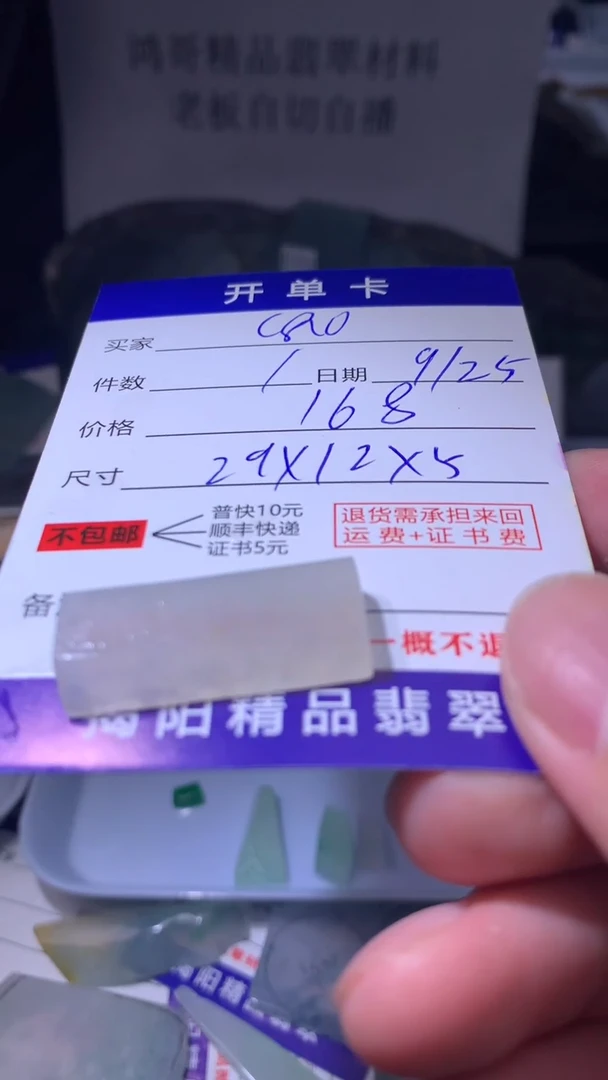 鸿哥精品翡翠材料
老板自切自播
开单卡
买家 cao
件数 1 日期 9/25
价格 168
尺寸 29X12X5
不包邮
普快10元
顺丰快递
证书5元
退货需承担来回
运费+证书费
备
一概不退
阳精品翡翠